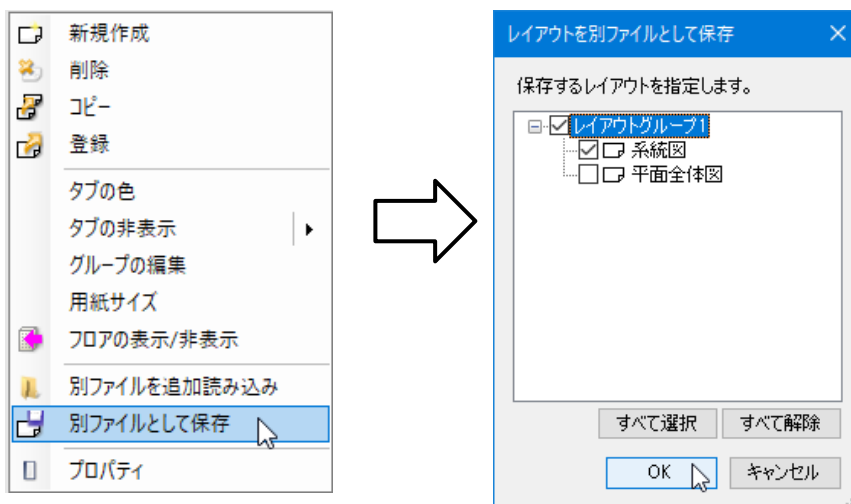 新規作成
削除
コピー
登録
タブの色
タブの非表示
グループの編集
用紙サイズ
フロアの表示/非表示
別ファイルを追加読み込み
別ファイルとして保存
プロパティ
レイアウトを別ファイルとして保存
保存するレイアウトを指定します。
レイアウトグループ1
系統図
平面全体図
すべて選択 すべて解除
OK キャンセル